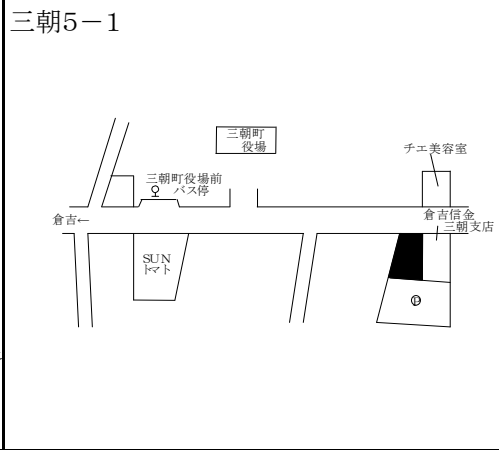 三朝5－1
三朝町
役場
チエ美容室
三朝町役場前
バス停
倉吉←
倉吉信金
三朝支店
SUN
トマト
P